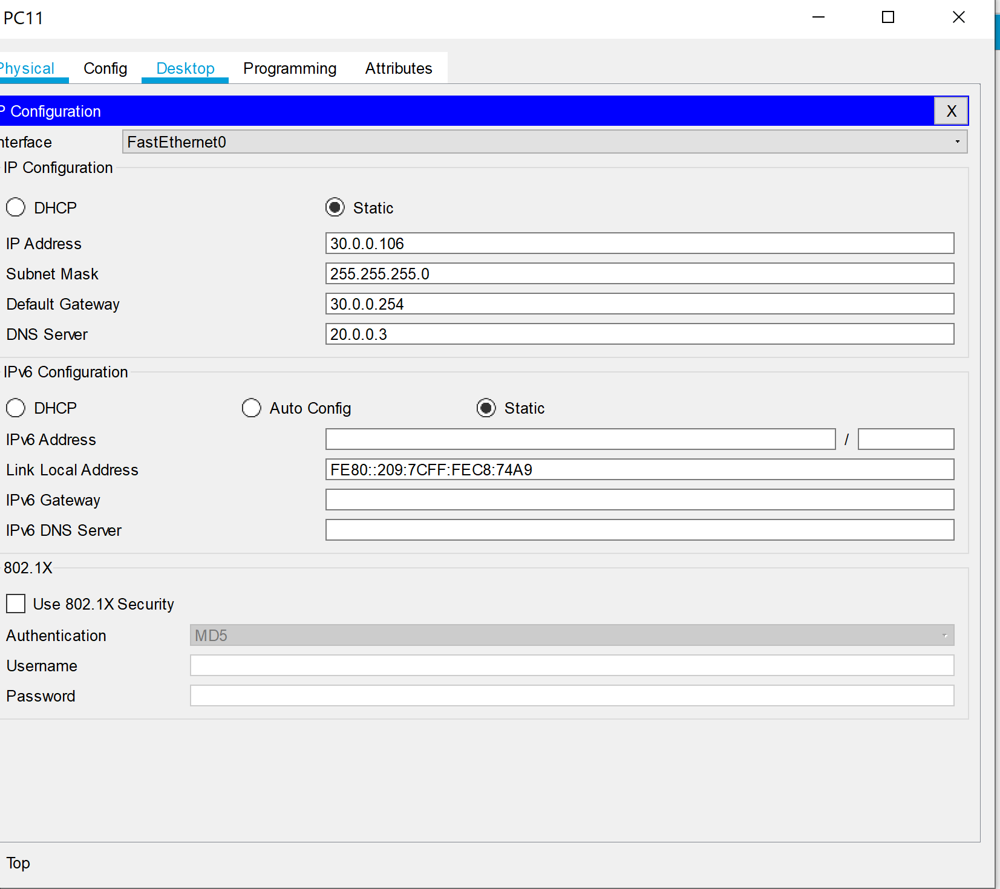 PC11
Physical Config Desktop Programming Attributes
P Configuration X
nterface FastEthernet0
IP Configuration
DHCP Static
IP Address 30.0.0.106
Subnet Mask 255.255.255.0
Default Gateway 30.0.0.254
DNS Server 20.0.0.3
IPv6 Configuration
DHCP Auto Config Static
IPv6 Address /
Link Local Address FE80::209:7CFF:FEC8:74A9
IPv6 Gateway
IPv6 DNS Server
802.1X
Use 802.1X Security
Authentication MD5
Username
Password
Top